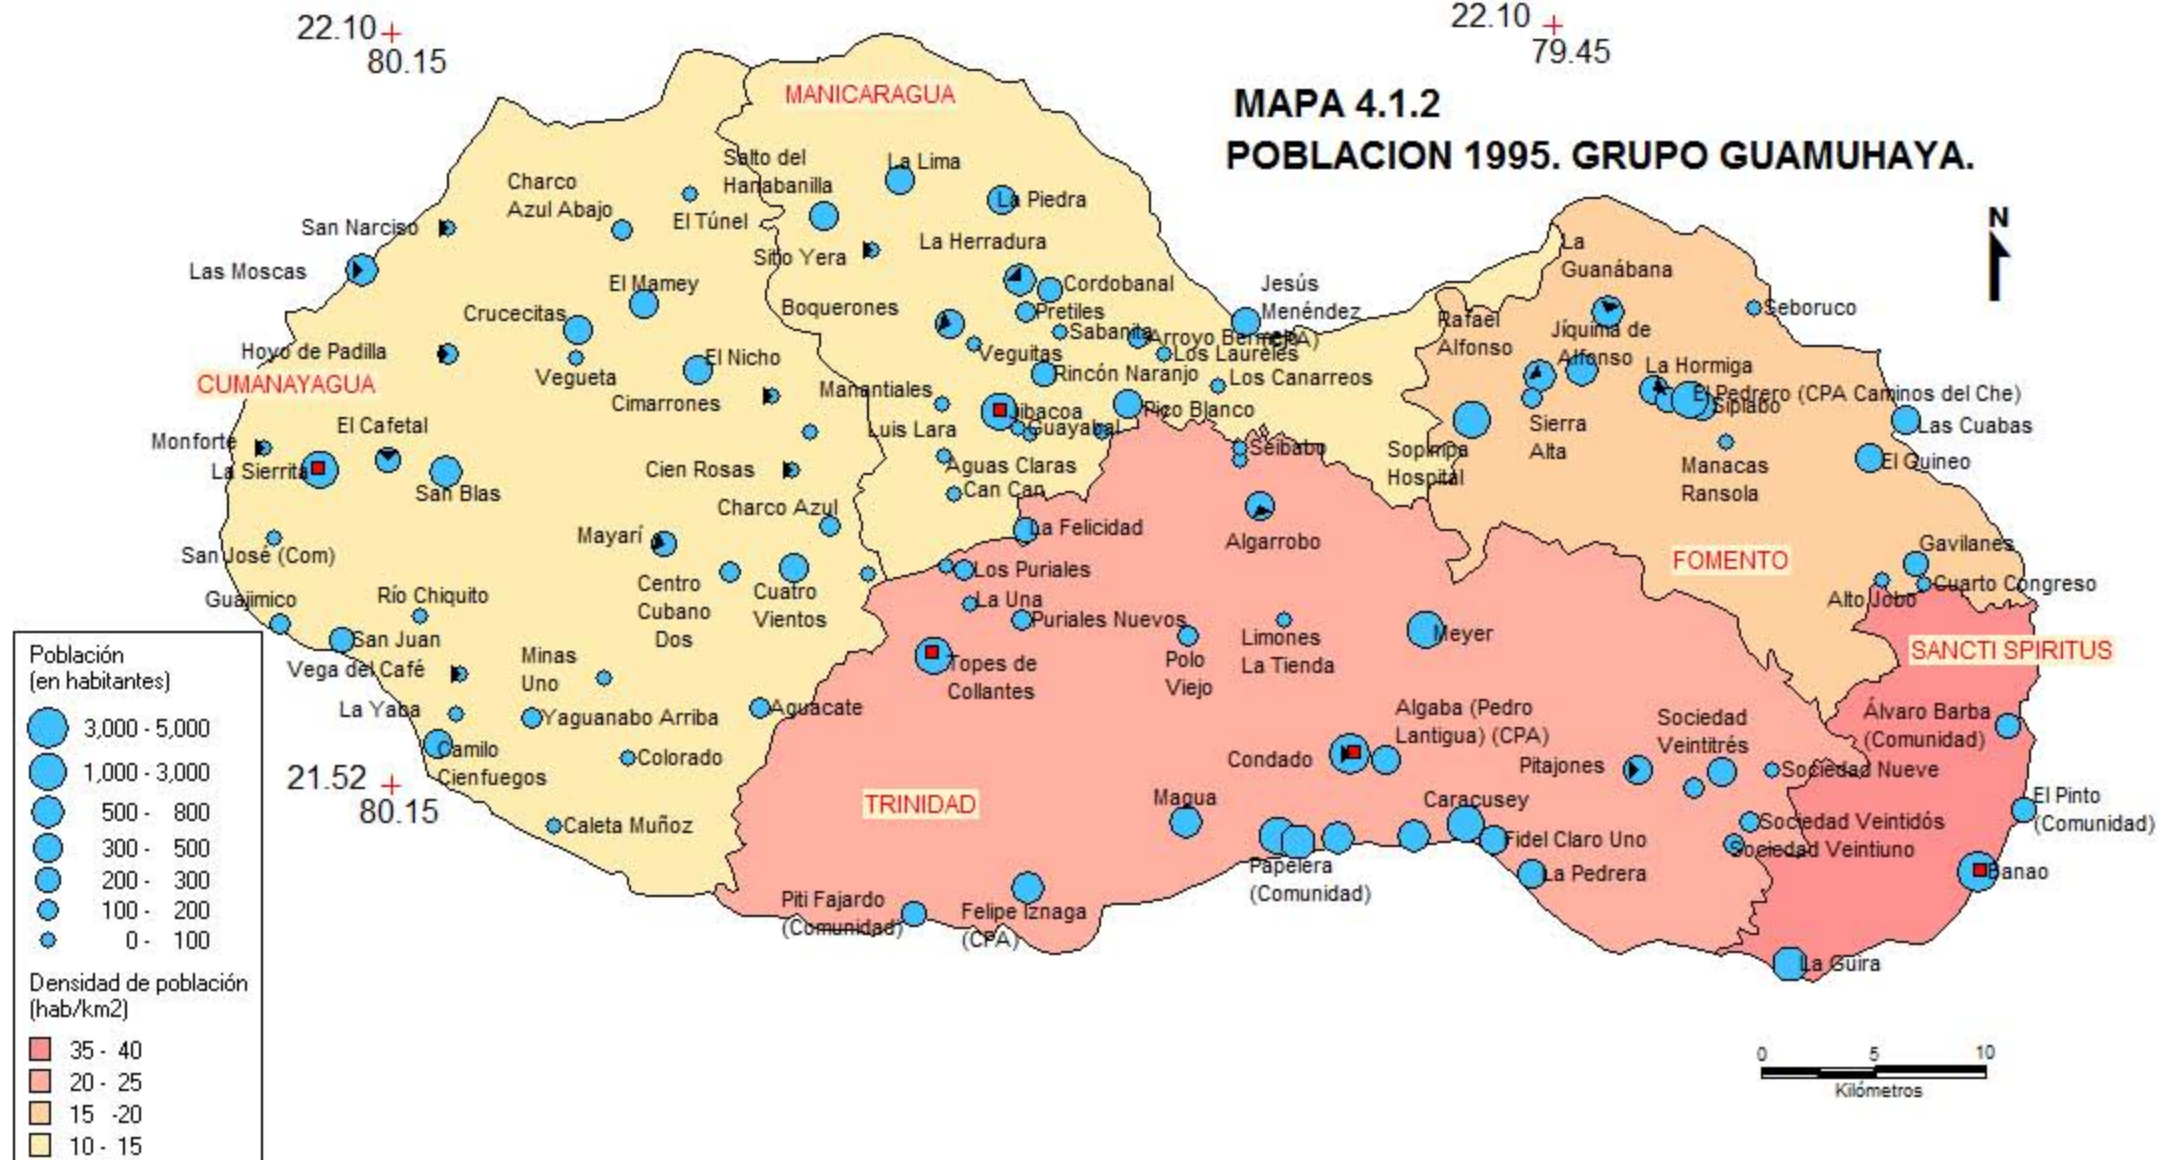 22.10
80.15
22.10
79.45
MAPA 4.1.2
POBLACION 1995. GRUPO GUAMUHAYA.
N
MANICARAGUA
Salto del
Hanabanilla
La Lima
La Piedra
Charco
Azul Abajo
El Túnel
San Narciso
Las Moscas
Sitio Yera
La Herradura
Cordobanal
Jesús
Menéndez
La
Guanábana
Seboruco
El Mamey
Crucecitas
Boquerones
Pretiles
Sabanita
Arroyo Bermejo
(CPA)
Rafael
Alfonso
Jíquima de
Alfonso
Hoyo de Padilla
Vegueta
El Nicho
Veguitas
Los Laureles
La Hormiga
CUMANAYAGUA
Cimarrones
Manantiales
Rincón Naranjo
Los Canarreos
El Pedrero (CPA Caminos del Che)
Siplabo
Jibacoa
Pico Blanco
Las Cuabas
El Cafetal
Luis Lara
Guayabal
Sierra
Alta
Monforte
La Sierrita
San Blas
Cien Rosas
Aguas Claras
Seibabo
Sopimpa
Hospital
Manacas
Ransola
El Guineo
Can Can
Charco Azul
La Felicidad
Algarrobo
San José (Com)
Mayarí
Gavilanes
FOMENTO
Centro
Cubano
Dos
Cuatro
Vientos
Los Puriales
Cuarto Congreso
Alto Jobo
Guajimico
Río Chiquito
La Una
Puriales Nuevos
San Juan
Limones
La Tienda
Meyer
SANCTI SPIRITUS
Vega del Café
Minas
Uno
Topes de
Collantes
Polo
Viejo
La Yaba
Yaguanabo Arriba
Aguacate
Algaba (Pedro
Lantigua) (CPA)
Sociedad
Veintitrés
Álvaro Barba
(Comunidad)
Camilo
Cienfuegos
Colorado
Condado
Pitajones
Sociedad Nueve
21.52
80.15
TRINIDAD
Magua
Caracusey
El Pinto
(Comunidad)
Caleta Muñoz
Sociedad Veintidós
Fidel Claro Uno
Sociedad Veintiuno
Papelera
(Comunidad)
La Pedrera
Banao
Piti Fajardo
(Comunidad)
Felipe Iznaga
(CPA)
La Güira
Población
(en habitantes)
3,000 - 5,000
1,000 - 3,000
500 - 800
300 - 500
200 - 300
100 - 200
0 - 100
Densidad de población
(hab/km2)
35 - 40
20 - 25
15 -20
10 - 15
0 5 10
Kilómetros